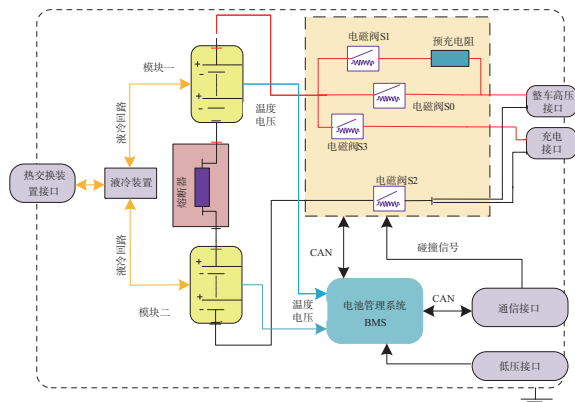 电磁阀S1
预充电阻
模块一
温度
电压
电磁阀S0
整车高压
接口
液冷回路
电磁阀S3
充电
接口
热交换装
置接口
液冷装置
熔断器
电磁阀S2
液冷回路
CAN
碰撞信号
模块二
温度
电压
电池管理系统
BMS
CAN
通信接口
低压接口